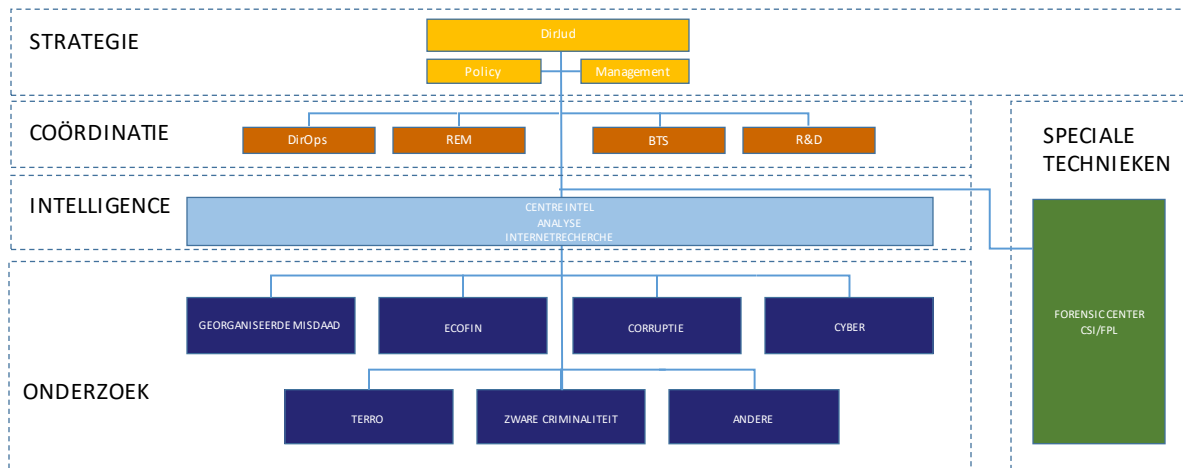 STRATEGIE
DirJud
Policy
Management
COÖRDINATIE
DirOps
REM
BTS
R&D
SPECIALE
TECHNIEKEN
INTELLIGENCE
CENTRE INTEL
ANALYSE
INTERNETRECHERCHE
GEORGANISEERDE MISDAAD
ECOFIN
CORRUPTIE
CYBER
FORENSIC CENTER
CSI/FPL
ONDERZOEK
TERRO
ZWARE CRIMINALITEIT
ANDERE